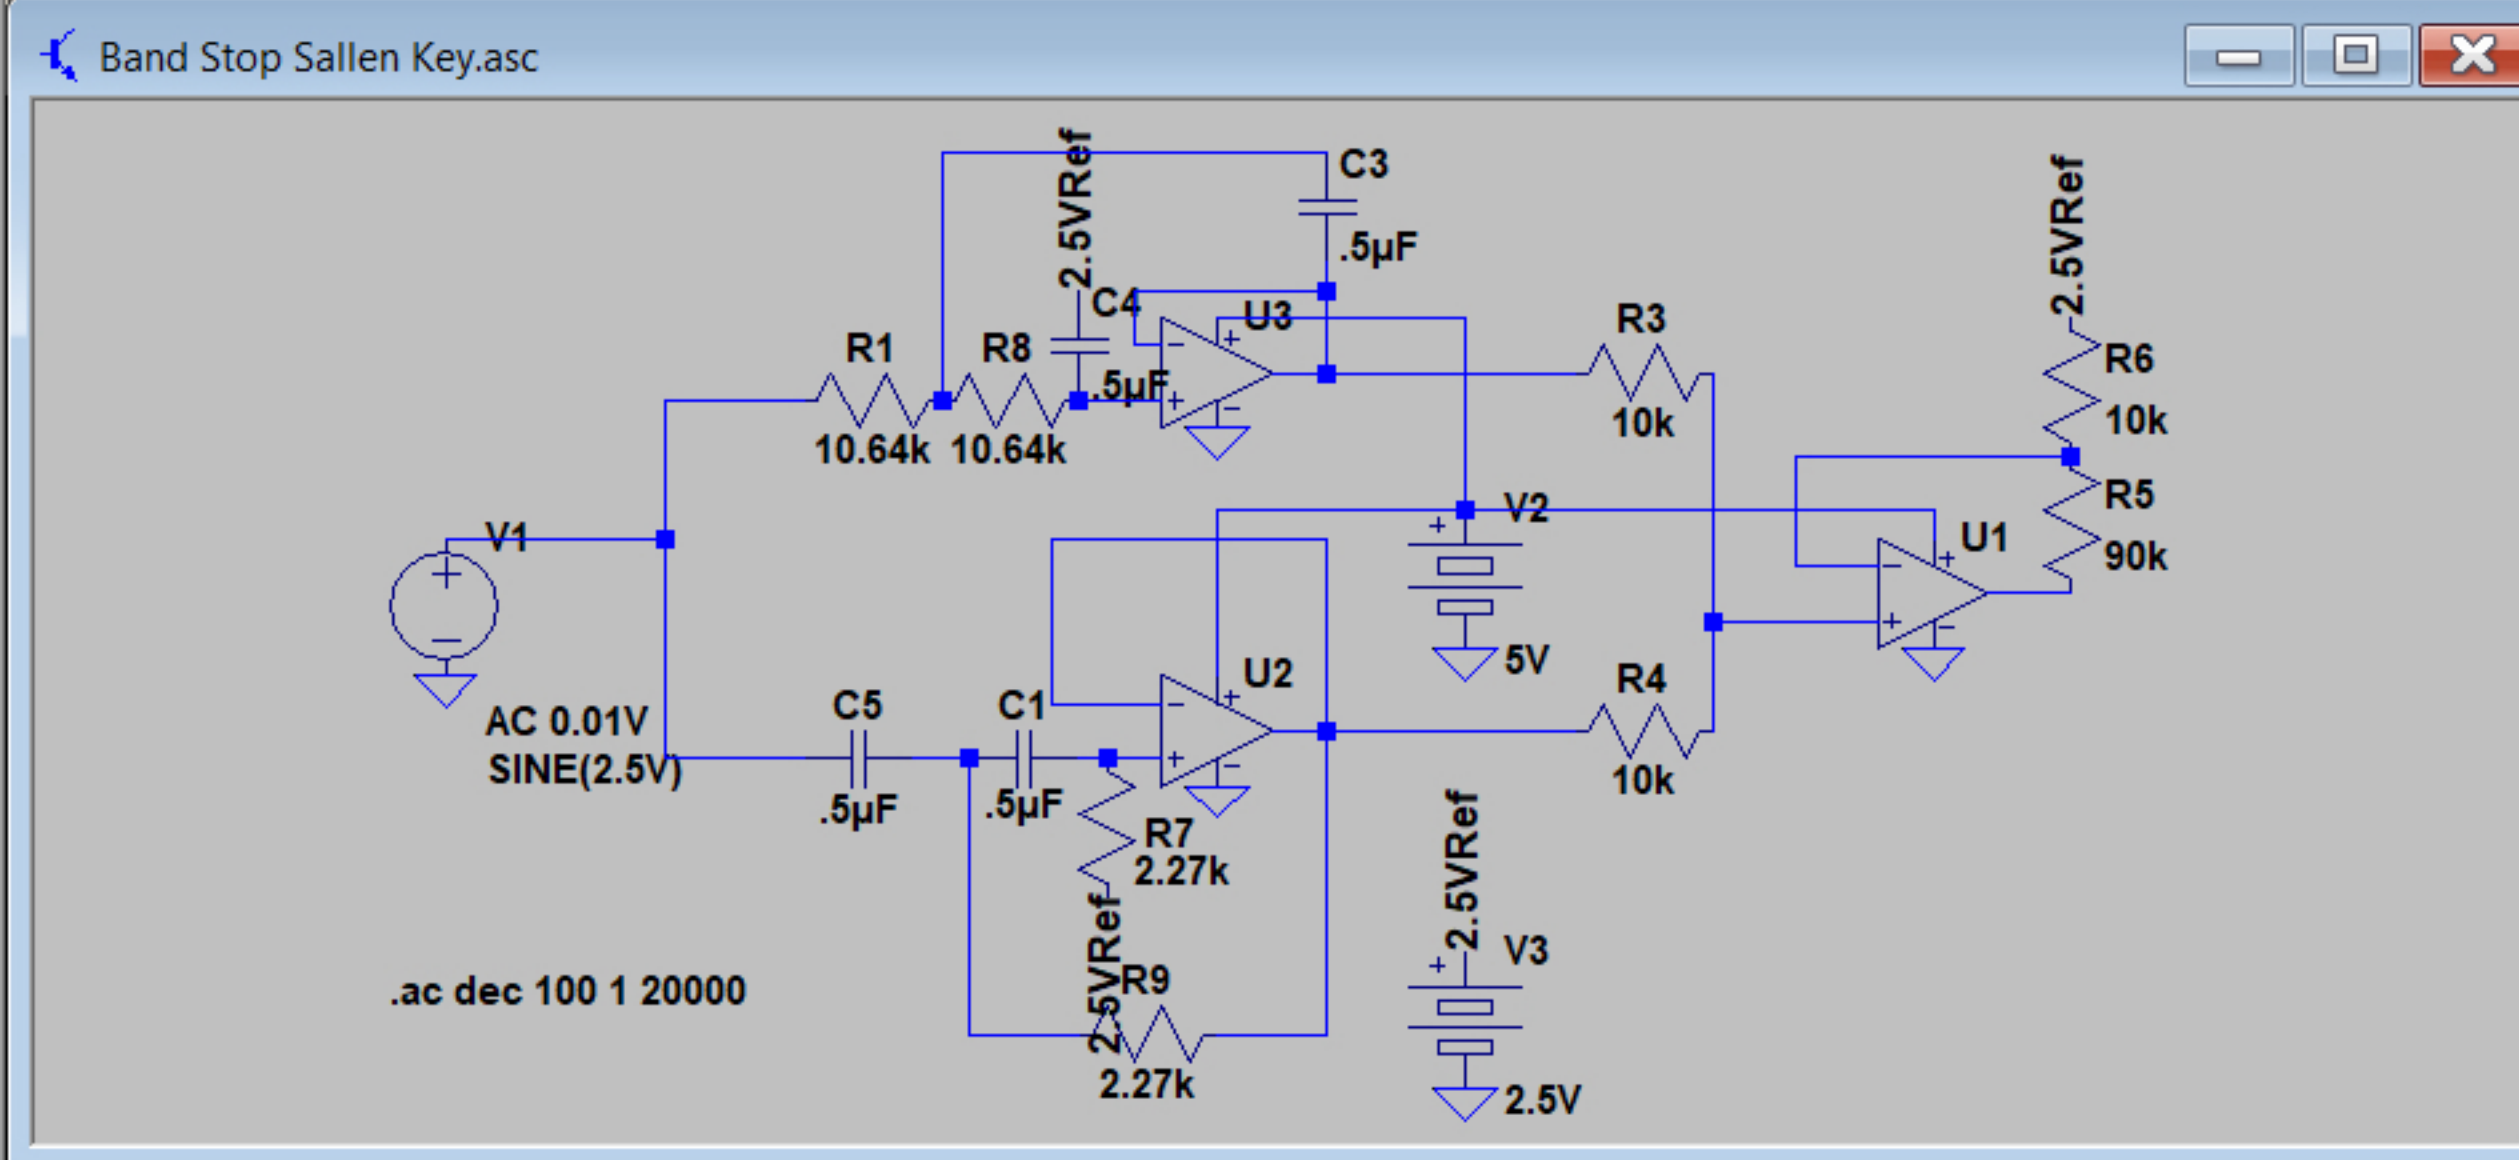 Band Stop Sallen Key.asc
2.5VRef
C3
.5µF
2.5VRef
C4
.5µF
U3
R1
10.64k
R8
10.64k
R3
10k
R6
10k
R5
90k
V1
AC 0.01V
SINE(2.5V)
V2
5V
U1
U2
C5
.5µF
C1
.5µF
R4
10k
R7
2.27k
2.5VRef
R9
2.27k
2.5VRef
V3
2.5V
.ac dec 100 1 20000